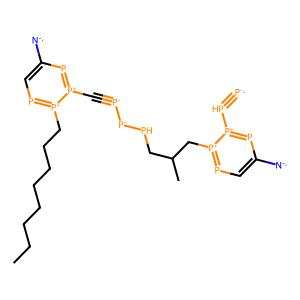 N⁻
P
P⁺ P⁻ P⁻
P P⁺ HP
P⁻ PH P⁺ P
P⁺
P N⁻